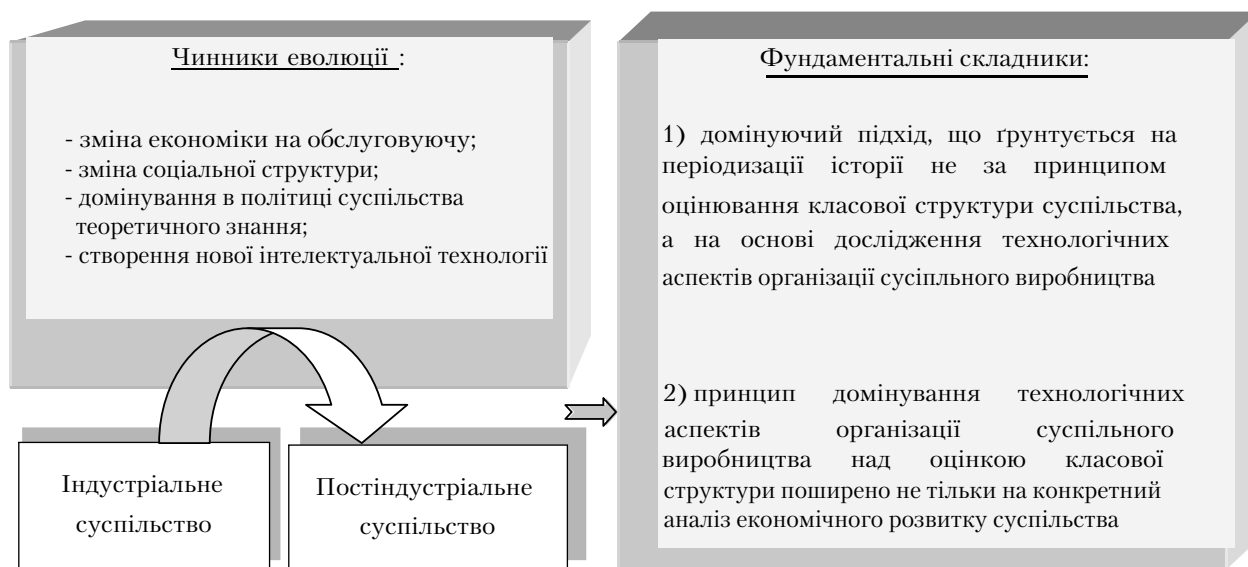 Чинники еволюції :
- зміна економіки на обслуговуючу;
- зміна соціальної структури;
- домінування в політиці суспільства
теоретичного знання;
- створення нової інтелектуальної технології
Індустріальне
суспільство
Постіндустріальне
суспільство
Фундаментальні складники:
1) домінуючий підхід, що ґрунтується на
періодизації історії не за принципом
оцінювання класової структури суспільства,
а на основі дослідження технологічних
аспектів організації сусіпльного виробництва
2) принцип домінування технологічних
аспектів організації суспільного
виробництва над оцінкою класової
структури поширено не тільки на конкретний
аналіз економічного розвитку суспільства